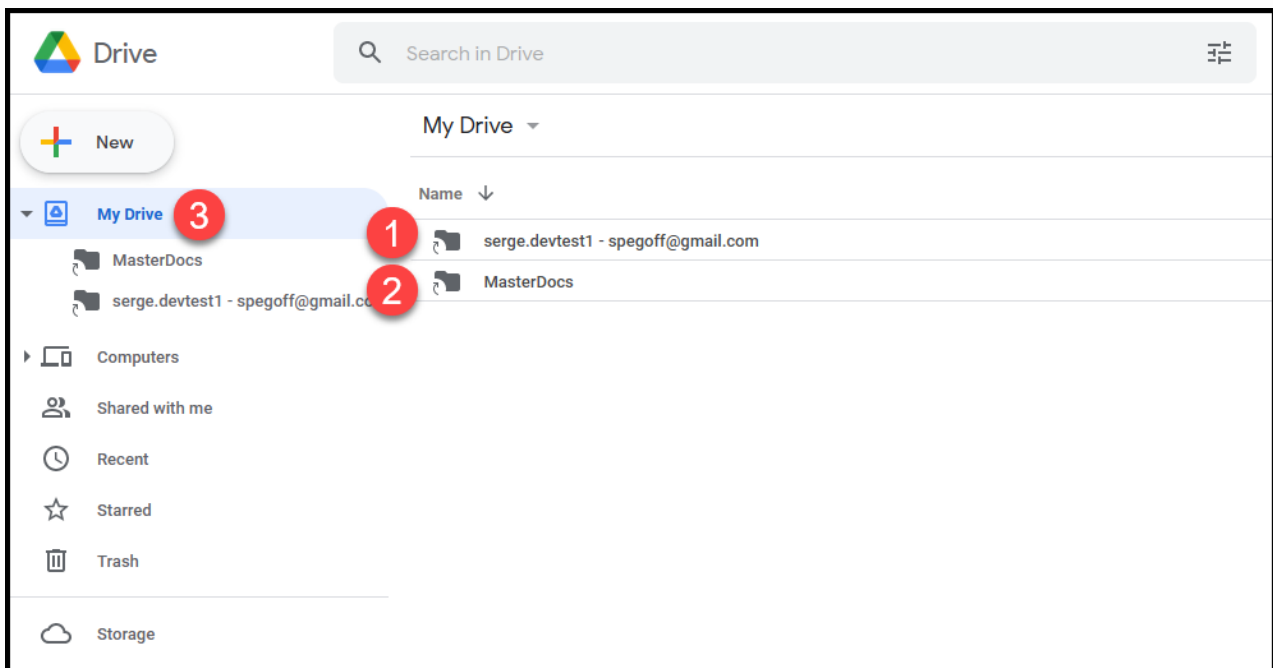 Drive
Search in Drive
New
My Drive
Name
My Drive 3
MasterDocs
serge.devtest1 - spegoff@gmail.co
Computers
Shared with me
Recent
Starred
Trash
Storage
1 serge.devtest1 - spegoff@gmail.com
2 MasterDocs